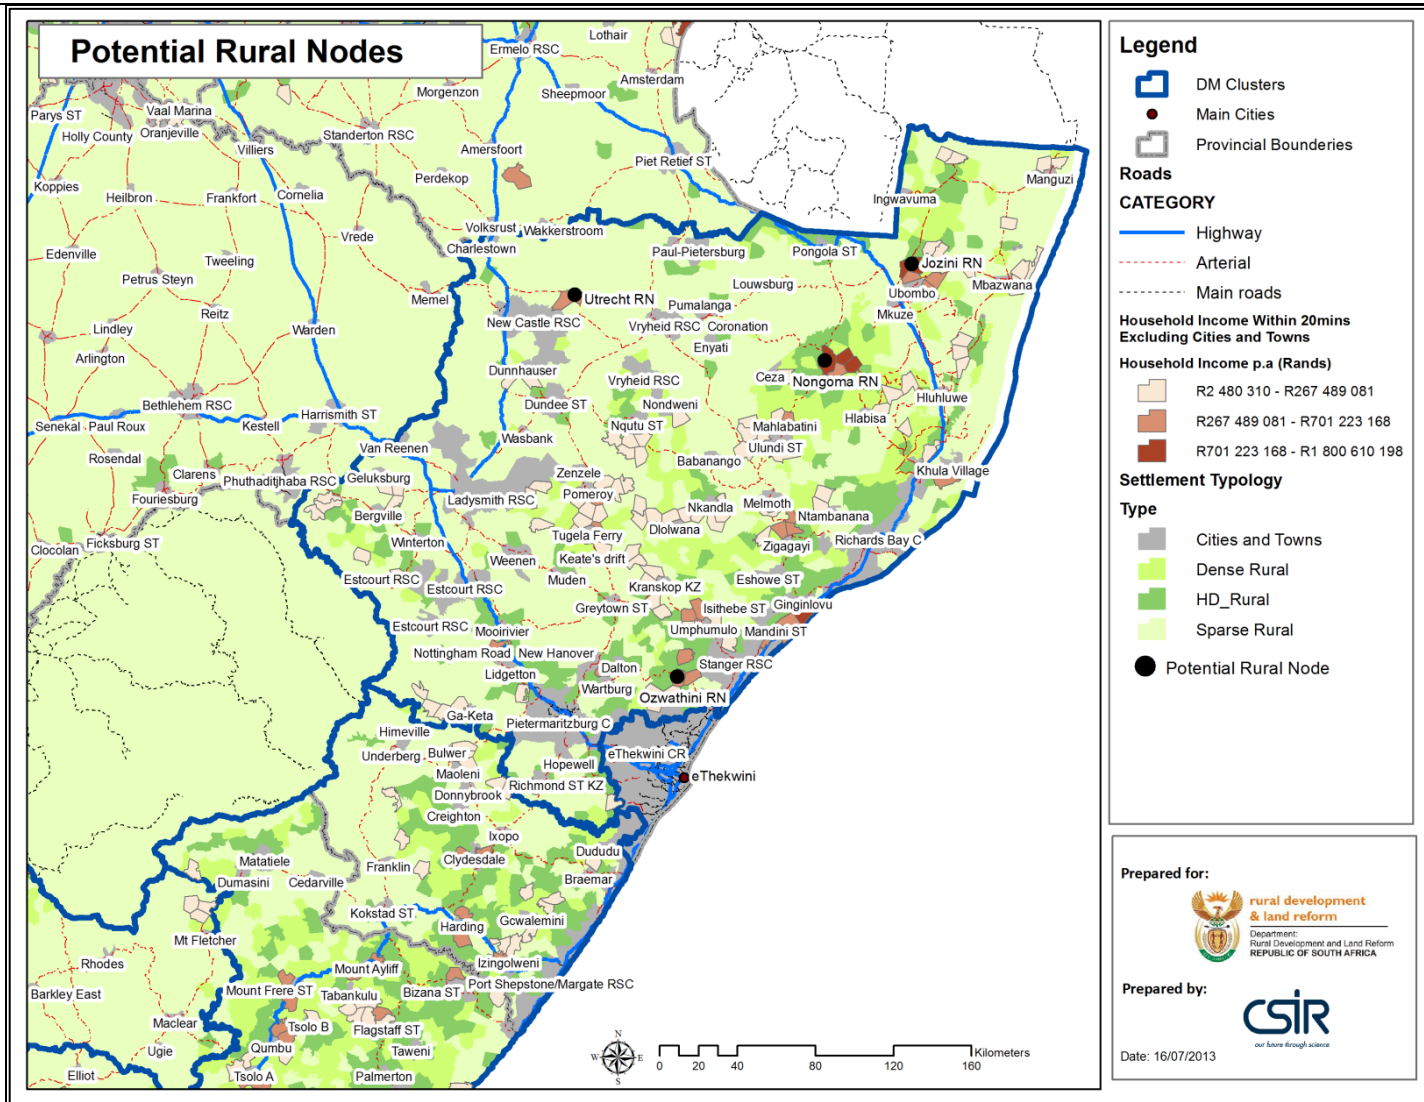 Potential Rural Nodes
Lothair
Ermelo RSC
Amsterdam
Morgenzon
Sheepmoor
Parys ST
Vaal Marina
Holly County
Oranjeville
Standerton RSC
Villiers
Amersfoort
Piet Retief ST
Perdekop
Koppies
Heilbron
Frankfort
Cornelia
Manguzi
Ingwavuma
Volksrust
Wakkerstroom
Vrede
Charlestown
Paul-Pietersburg
Pongola ST
Edenville
Tweeling
Jozini RN
Petrus Steyn
Louwsburg
Mbazwana
Memel
Utrecht RN
Ubombo
Reitz
Pumalanga
Mkuze
Lindley
Warden
New Castle RSC
Vryheid RSC
Coronation
Enyati
Arlington
Dunnhauser
Ceza
Nongoma RN
Vryheid RSC
Bethlehem RSC
Harrismith ST
Dundee ST
Nondweni
Hluhluwe
Senekal
Paul Roux
Kestell
Nqutu ST
Mahlabatini
Hlabisa
Wasbank
Van Reenen
Ulundi ST
Rosendal
Babanango
Khula Village
Clarens
Phuthaditjhaba RSC
Geluksburg
Zenzele
Fouriesburg
Ladysmith RSC
Pomeroy
Bergville
Nkandla
Melmoth
Ntambanana
Dlolwana
Tugela Ferry
Clocolan
Ficksburg ST
Winterton
Zigagayi
Richards Bay C
Weenen
Keate's drift
Estcourt RSC
Muden
Eshowe ST
Estcourt RSC
Kranskop KZ
Greytown ST
Isithebe ST
Ginginlovu
Estcourt RSC
Mooirivier
Umphumulo
Mandini ST
Nottingham Road
New Hanover
Dalton
Stanger RSC
Lidgetton
Wartburg
Ozwathini RN
Ga-Keta
Pietermaritzburg C
Himeville
Underberg
Bulwer
eThekwini CR
Hopewell
Maoleni
eThekwini
Richmond ST KZ
Donnybrook
Creighton
Ixopo
Dududu
Matatiele
Franklin
Clydesdale
Braemar
Dumasini
Cedarville
Kokstad ST
Gcwalemini
Harding
Mt Fletcher
Izingolweni
Rhodes
Mount Ayliff
Port Shepstone/Margate RSC
Mount Frere ST
Tabankulu
Bizana ST
Barkley East
Maclear
Tsolo B
Flagstaff ST
Ugie
Qumbu
Taweni
Elliot
Tsolo A
Palmerton
N
W E
S
0 20 40 80 120 160
Kilometers
Legend
DM Clusters
Main Cities
Provincial Bounderies
Roads
CATEGORY
Highway
Arterial
Main roads
Household Income Within 20mins
Excluding Cities and Towns
Household Income p.a (Rands)
R2 480 310 - R267 489 081
R267 489 081 - R701 223 168
R701 223 168 - R1 800 610 198
Settlement Typology
Type
Cities and Towns
Dense Rural
HD_Rural
Sparse Rural
Potential Rural Node
Prepared for:
rural development
& land reform
Department:
Rural Development and Land Reform
REPUBLIC OF SOUTH AFRICA
Prepared by:
CSIR
our future through science
Date: 16/07/2013